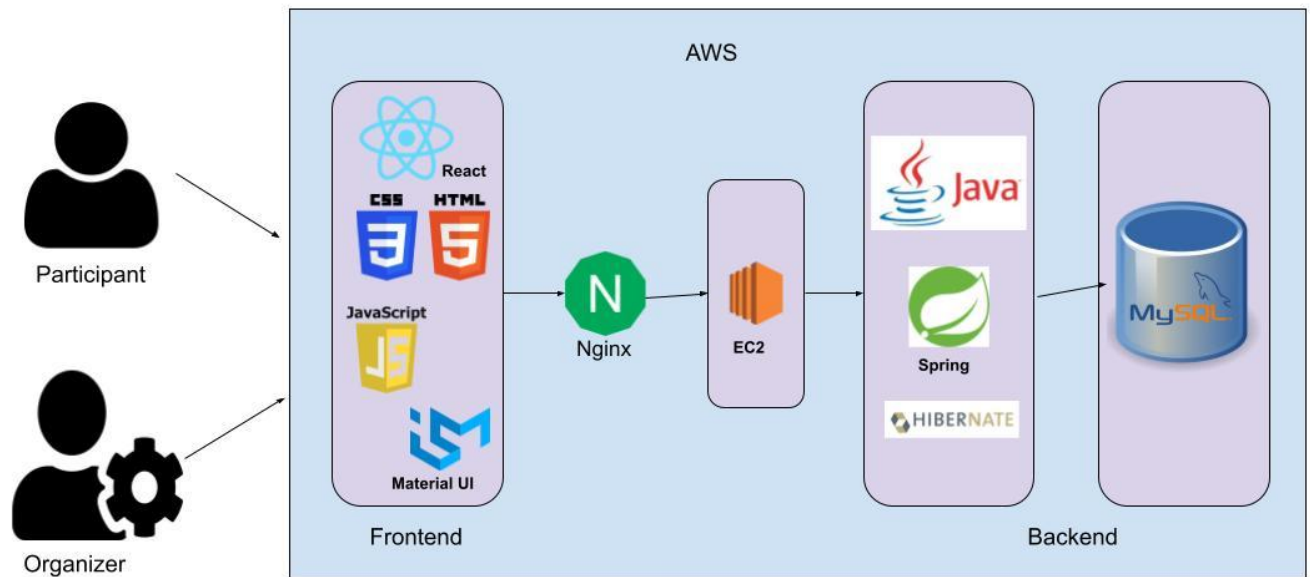 AWS
Participant
Organizer
React
CSS
HTML
JavaScript
JS
Material UI
Frontend
N
Nginx
EC2
Java
Spring
HIBERNATE
MySQL
Backend